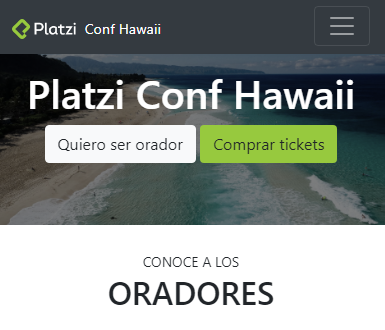 Platzi Conf Hawaii
Platzi Conf Hawaii
Quiero ser orador Comprar tickets
CONOCE A LOS
ORADORES